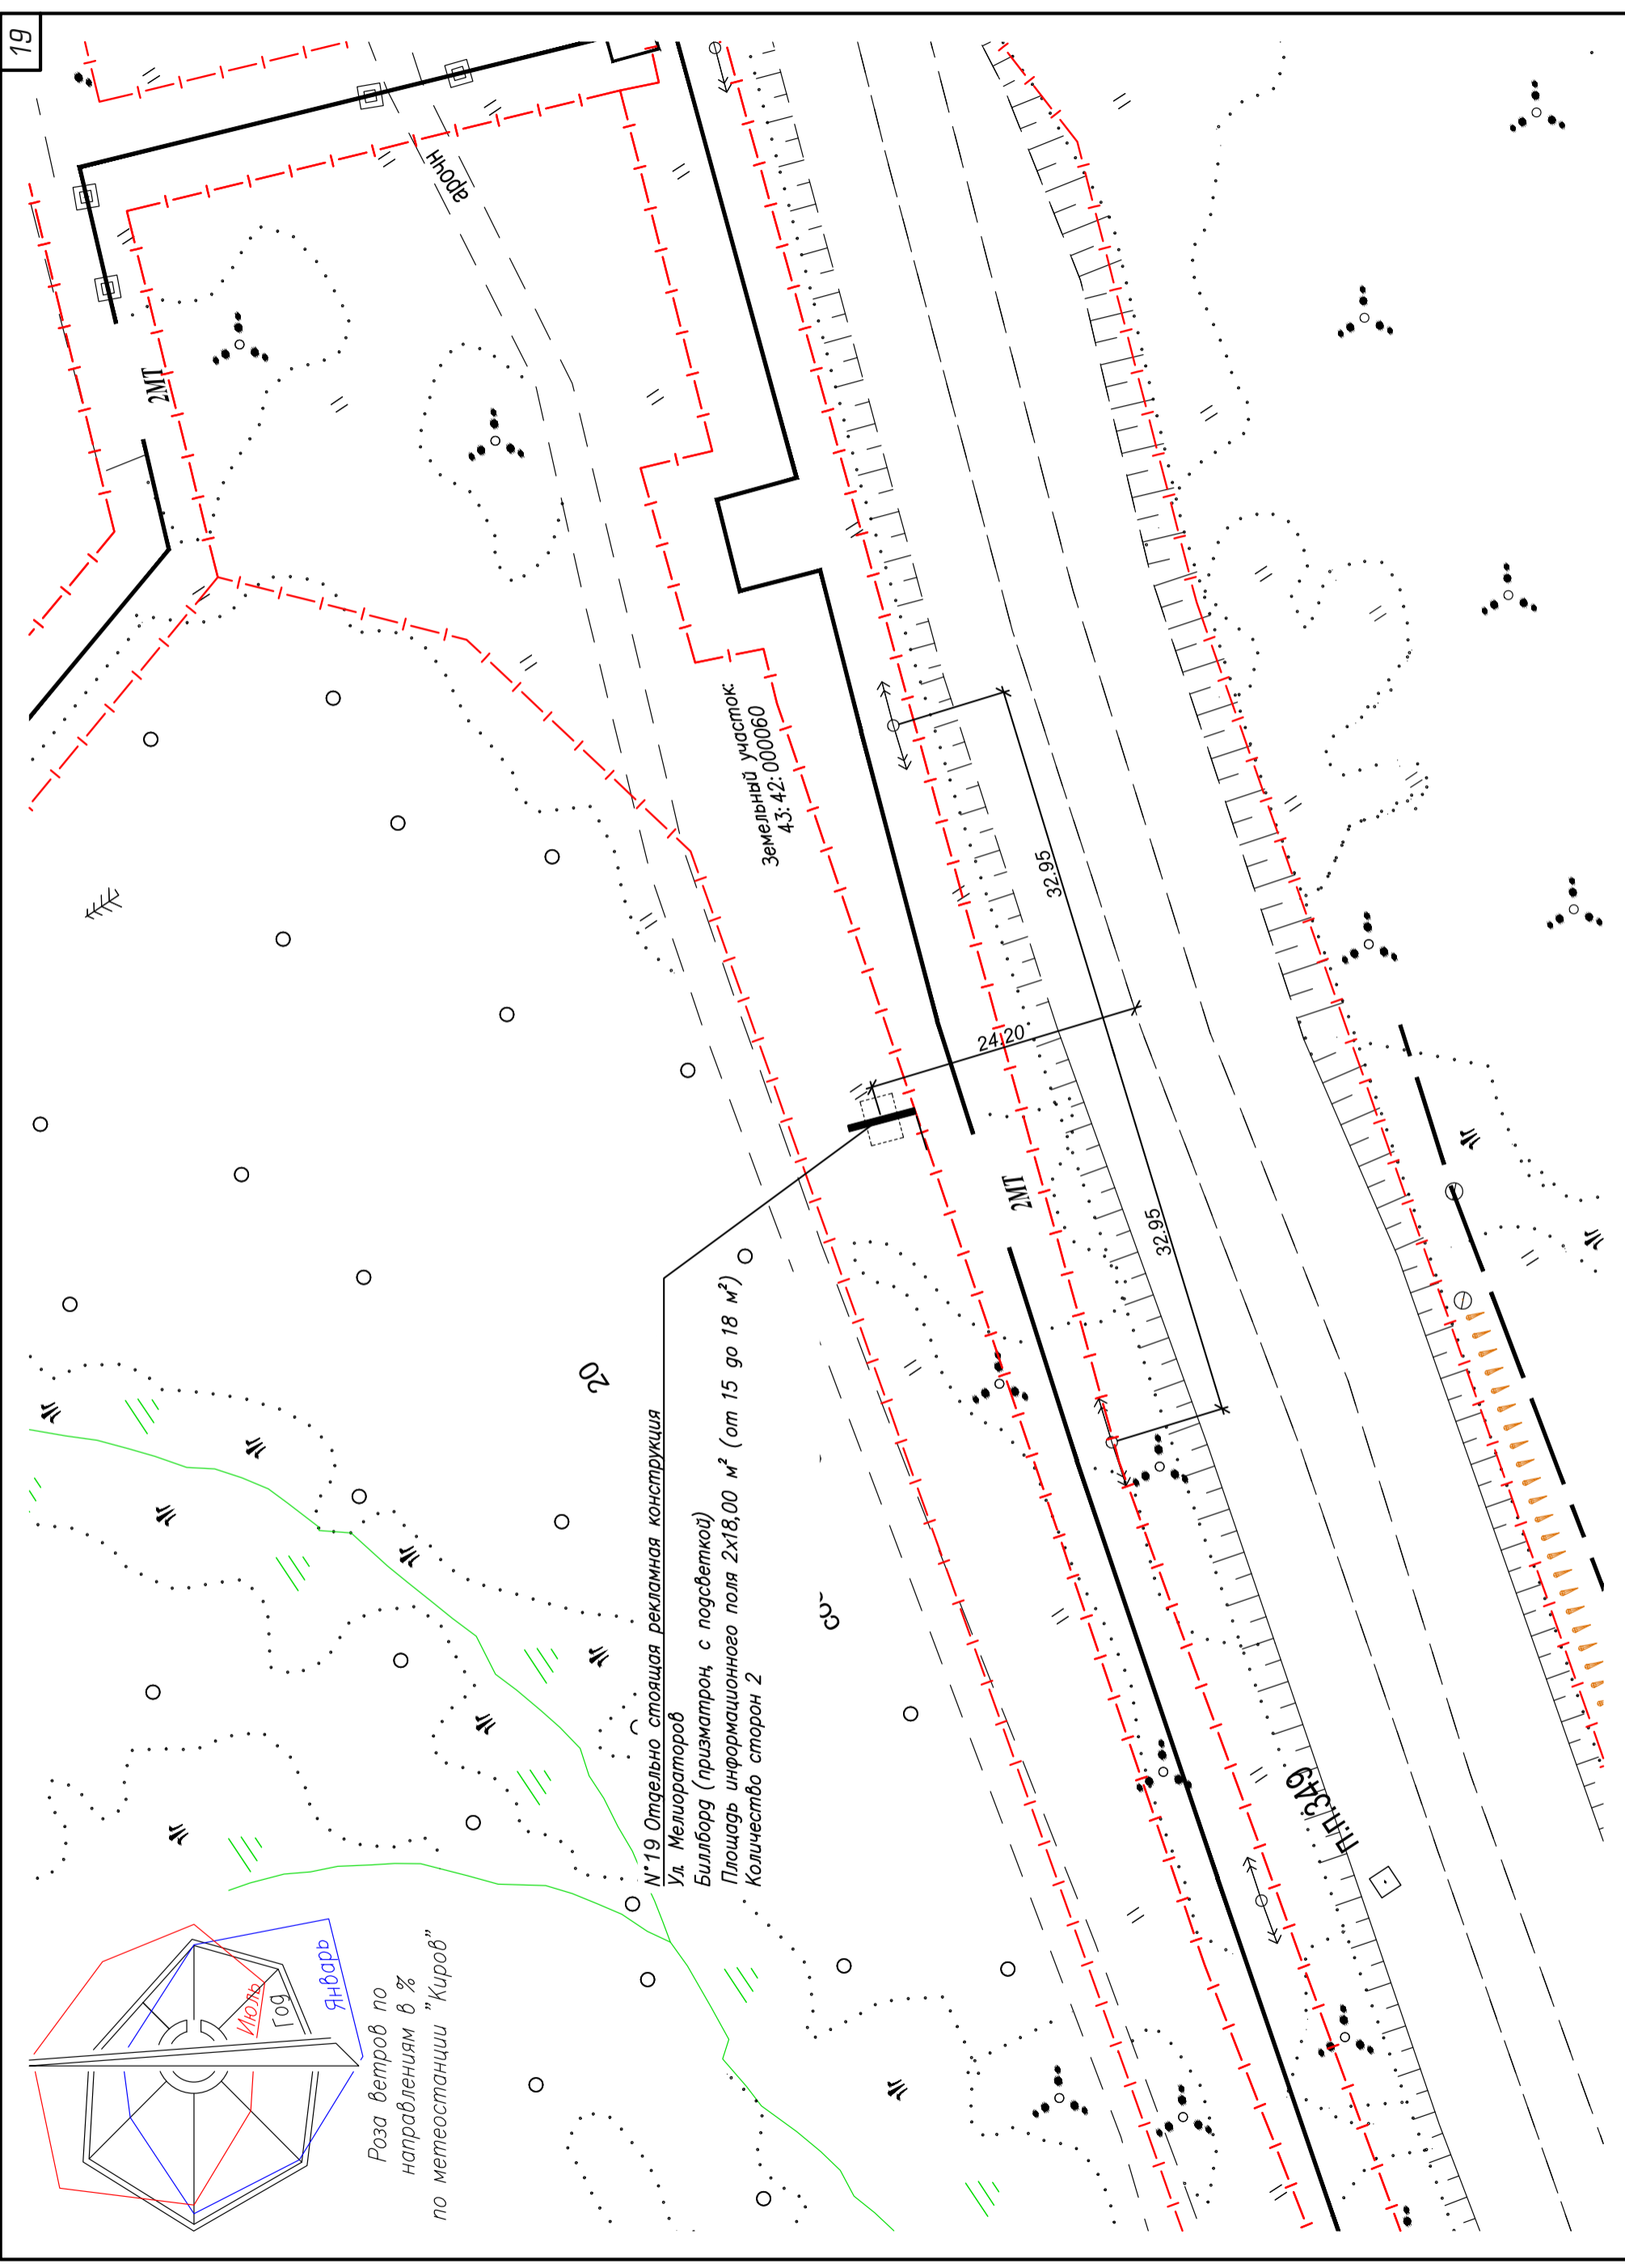 19
арочн
2МТ
Земельный участок:
43:42:000060
32.95
24.20
2МТ
32.95
20
N°19 Отдельно стоящая рекламная конструкция
Ул. Мелиораторов
Биллборд (призматрон, с подсветкой)
Площадь информационного поля 2х18,00 м² (от 15 до 18 м²)
Количество сторон 2
п.п.349
Июль
Год
Январь
Роза ветров по
направлениям в %
по метеостанции "Киров"